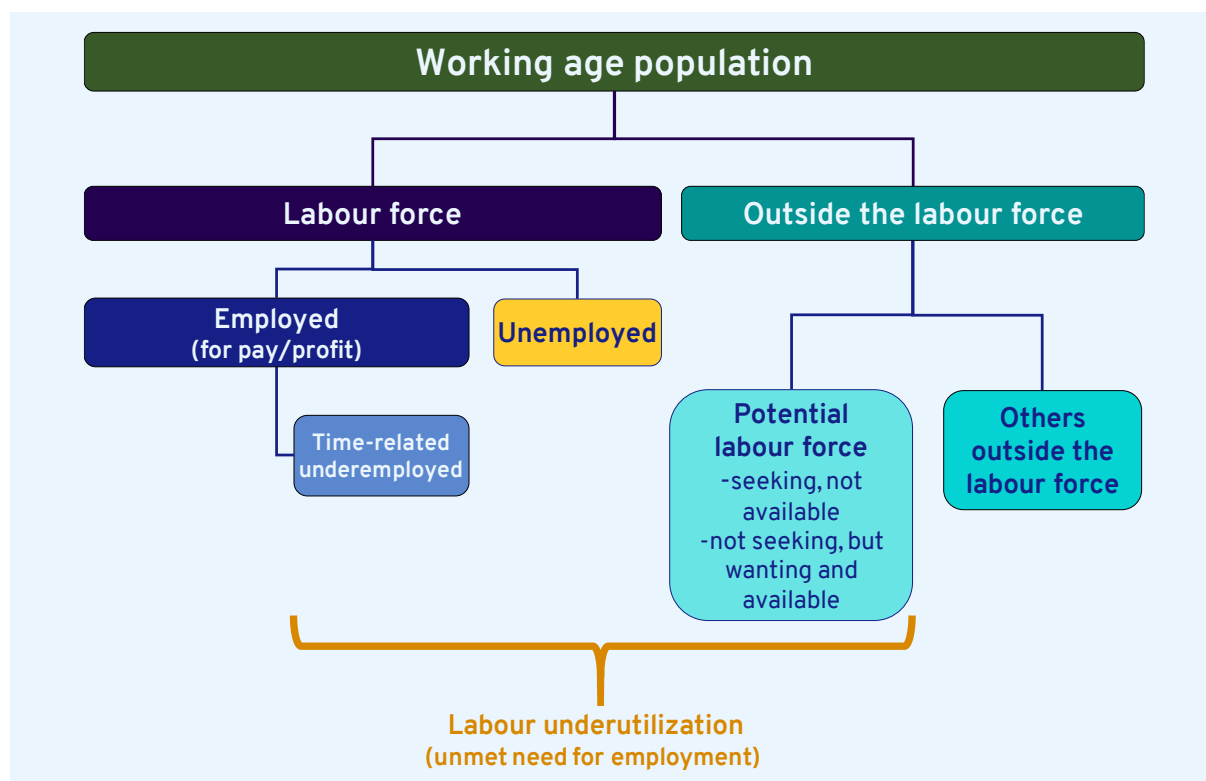 Working age population
Labour force
Outside the labour force
Employed
(for pay/profit)
Unemployed
Time-related
underemployed
Potential
labour force
-seeking, not
available
-not seeking, but
wanting and
available
Others
outside the
labour force
Labour underutilization
(unmet need for employment)